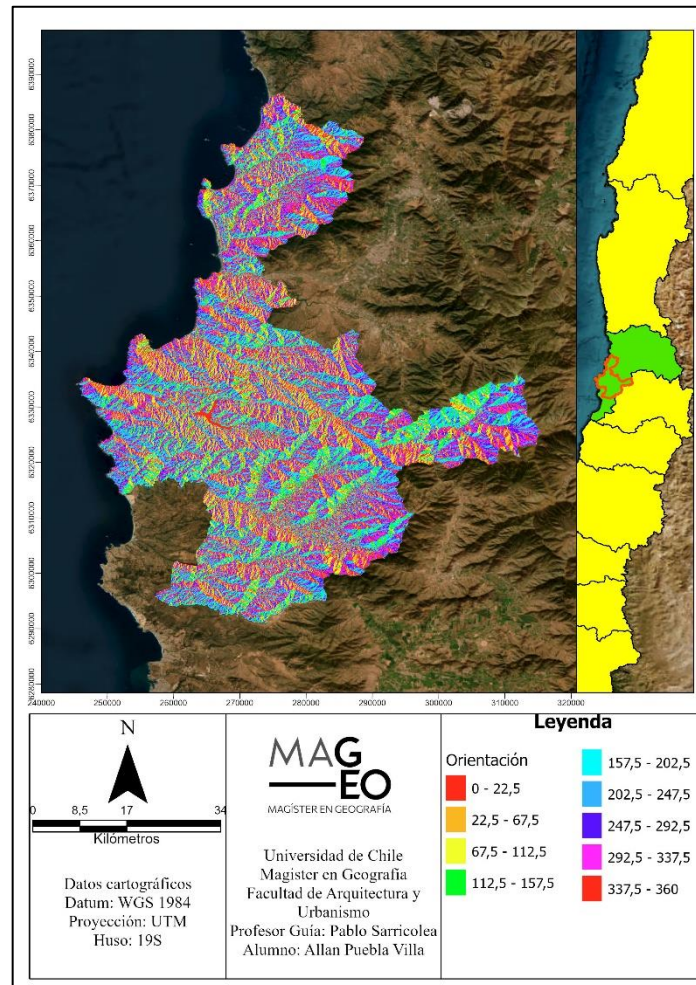 6390000
6380000
6370000
6360000
6350000
6340000
6330000
6320000
6310000
6300000
6290000
6280000
240000 250000 260000 270000 280000 290000 300000 310000 320000
N
0 8,5 17 34
Kilómetros
Datos cartográficos
Datum: WGS 1984
Proyección: UTM
Huso: 19S
MAGEO
MAGÍSTER EN GEOGRAFÍA
Universidad de Chile
Magister en Geografía
Facultad de Arquitectura y
Urbanismo
Profesor Guía: Pablo Sarricolea
Alumno: Allan Puebla Villa
Leyenda
Orientación
0 - 22,5
22,5 - 67,5
67,5 - 112,5
112,5 - 157,5
157,5 - 202,5
202,5 - 247,5
247,5 - 292,5
292,5 - 337,5
337,5 - 360